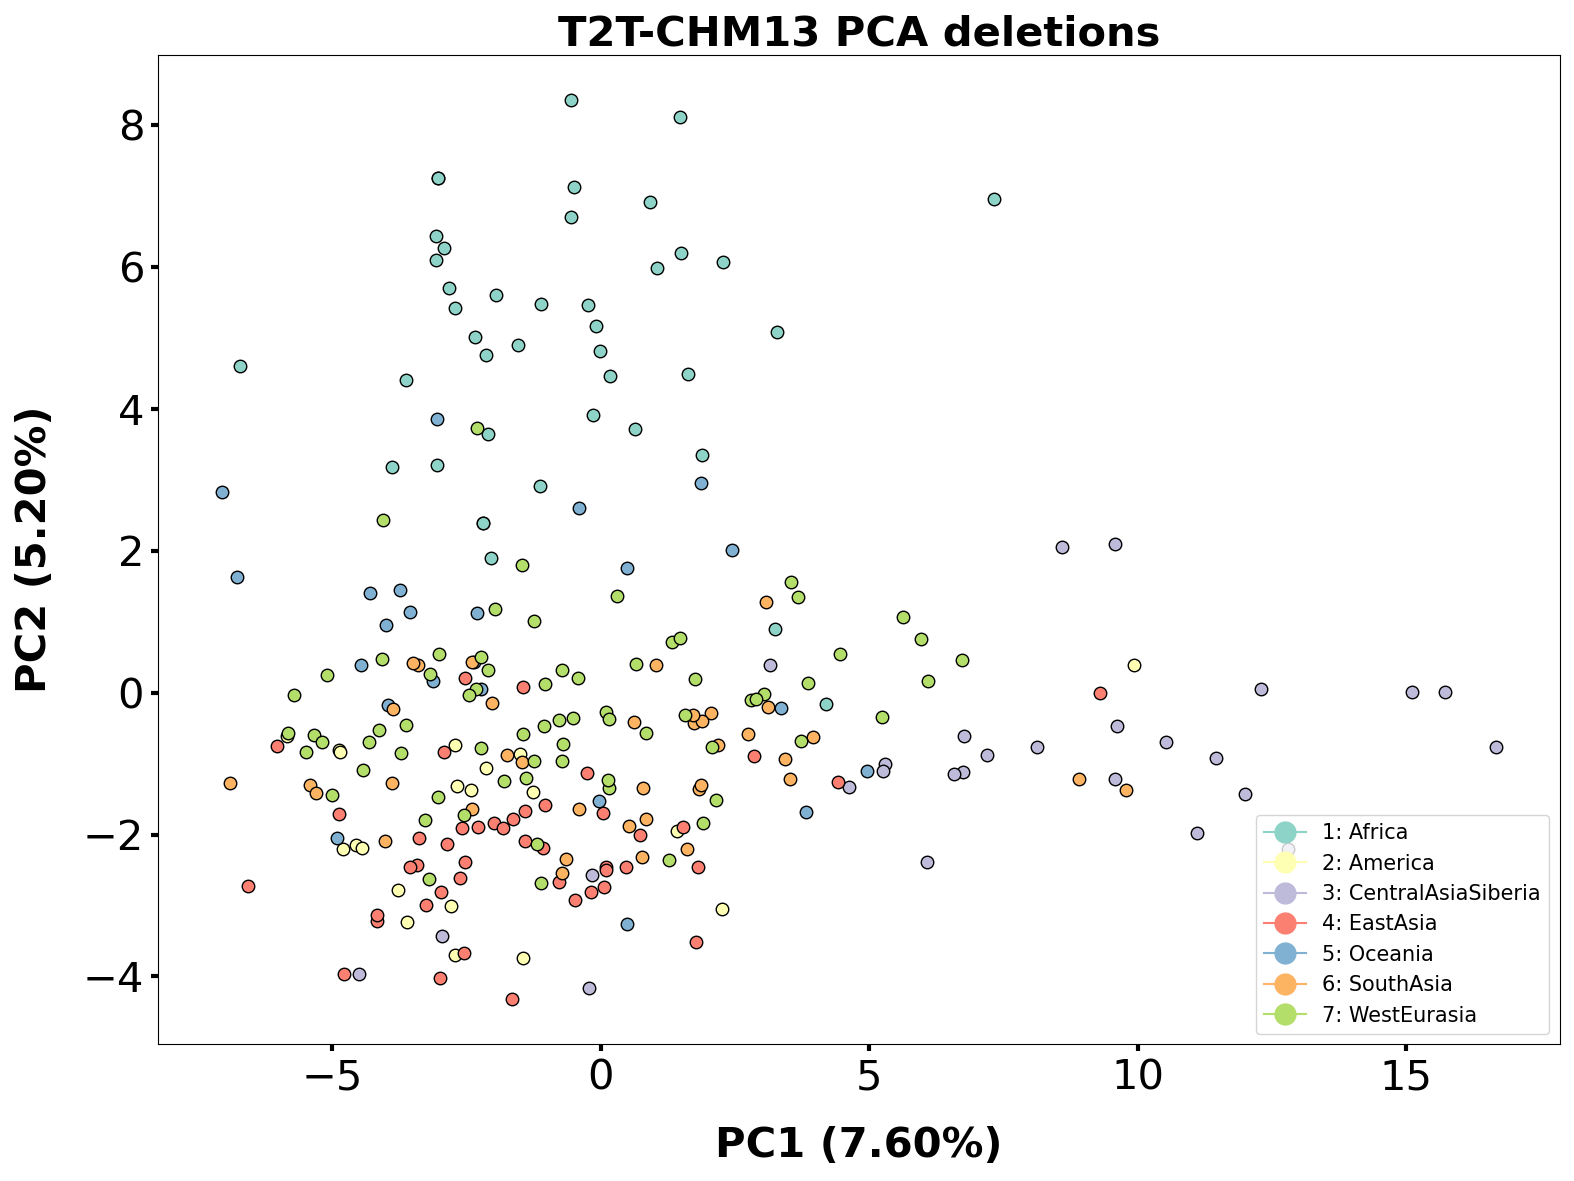 T2T-CHM13 PCA deletions
PC2 (5.20%)
8
6
4
2
0
−2
−4
−5
0
5
10
15
PC1 (7.60%)
1: Africa
2: America
3: CentralAsiaSiberia
4: EastAsia
5: Oceania
6: SouthAsia
7: WestEurasia